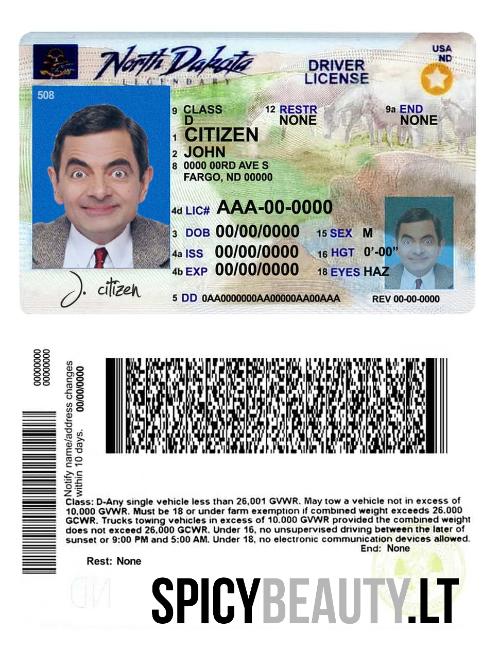 North Dakota
LEGENDARY
DRIVER
LICENSE
USA
ND
508
9 CLASS 12 RESTR 9a END
D NONE NONE
1 CITIZEN
2 JOHN
8 0000 00RD AVE S
FARGO, ND 00000
4d LIC# AAA-00-0000
3 DOB 00/00/0000 15 SEX M
4a ISS 00/00/0000 16 HGT 0'-00"
4b EXP 00/00/0000 18 EYES HAZ
J. citizen
5 DD 0AA0000000AA00000AA00AAA REV 00-00-0000
00000000
00000000
Notify name/address changes
within 10 days. 00/00/0000
Class: D-Any single vehicle less than 26,001 GVWR. May tow a vehicle not in excess of
10,000 GVWR. Must be 18 or under farm exemption if combined weight exceeds 26.000
GCWR. Trucks towing vehicles in excess of 10.000 GVWR provided the combined weight
does not exceed 26,000 GCWR. Under 16, no unsupervised driving between the later of
sunset or 9:00 PM and 5:00 AM. Under 18, no electronic communication devices allowed.
End: None
Rest: None
ND
SPICYBEAUTY.LT